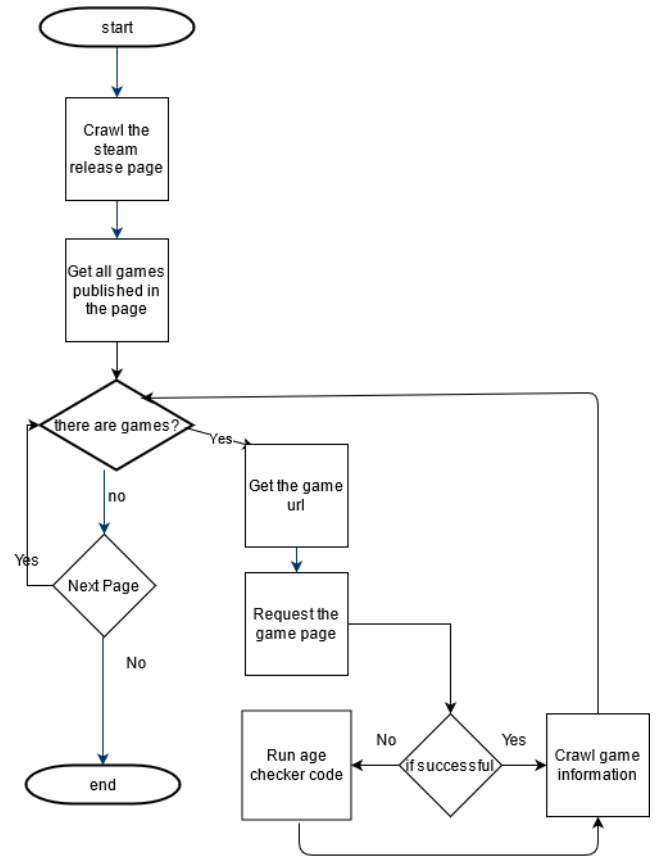 start
Crawl the
steam
release page
Get all games
published in
the page
there are games?
Yes
no
Get the game
url
Yes
Next Page
Request the
game page
No
No
Yes
Run age
checker code
if successful
Crawl game
information
end